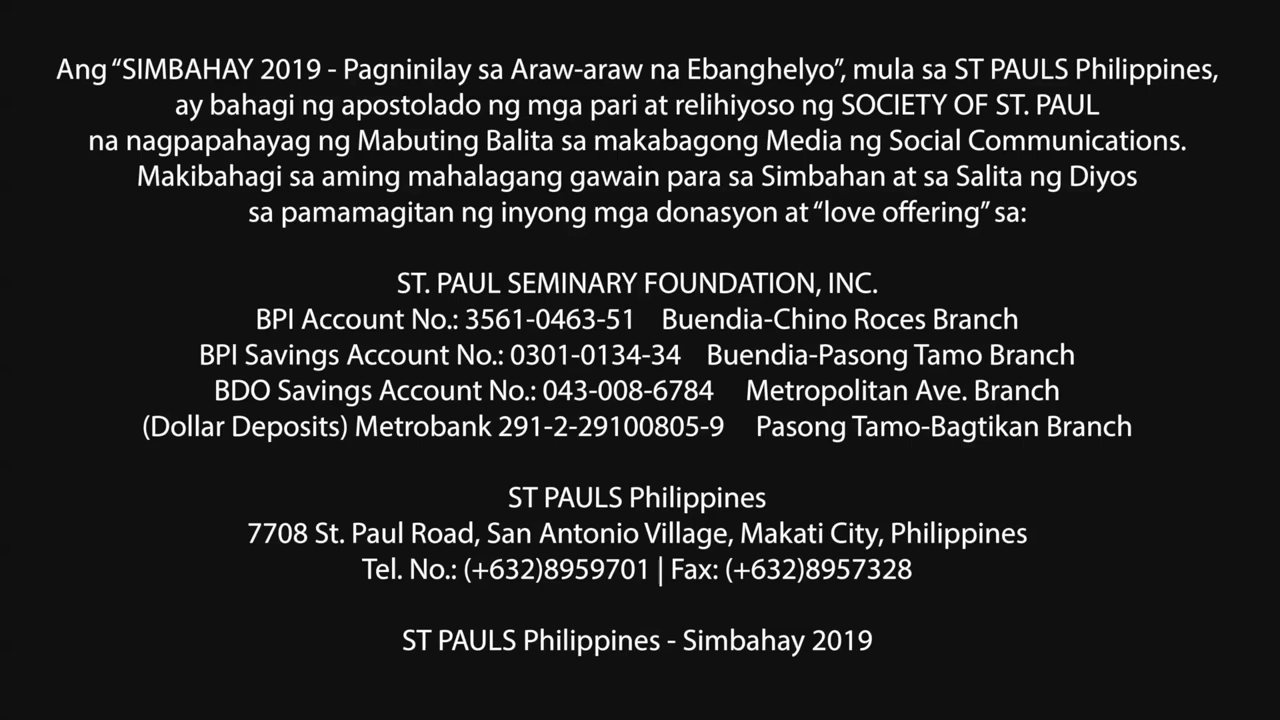 Ang “SIMBAHAY 2019 - Pagninilay sa Araw-araw na Ebanghelyo”, mula sa ST PAULS Philippines,
ay bahagi ng apostolado ng mga pari at relihiyoso ng SOCIETY OF ST. PAUL
na nagpapahayag ng Mabuting Balita sa makabagong Media ng Social Communications.
Makibahagi sa aming mahalagang gawain para sa Simbahan at sa Salita ng Diyos
sa pamamagitan ng inyong mga donasyon at “love offering” sa:
ST. PAUL SEMINARY FOUNDATION, INC.
BPI Account No.: 3561-0463-51 Buendia-Chino Roces Branch
BPI Savings Account No.: 0301-0134-34 Buendia-Pasong Tamo Branch
BDO Savings Account No.: 043-008-6784 Metropolitan Ave. Branch
(Dollar Deposits) Metrobank 291-2-29100805-9 Pasong Tamo-Bagtikan Branch
ST PAULS Philippines
7708 St. Paul Road, San Antonio Village, Makati City, Philippines
Tel. No.: (+632)8959701 | Fax: (+632)8957328
ST PAULS Philippines - Simbahay 2019